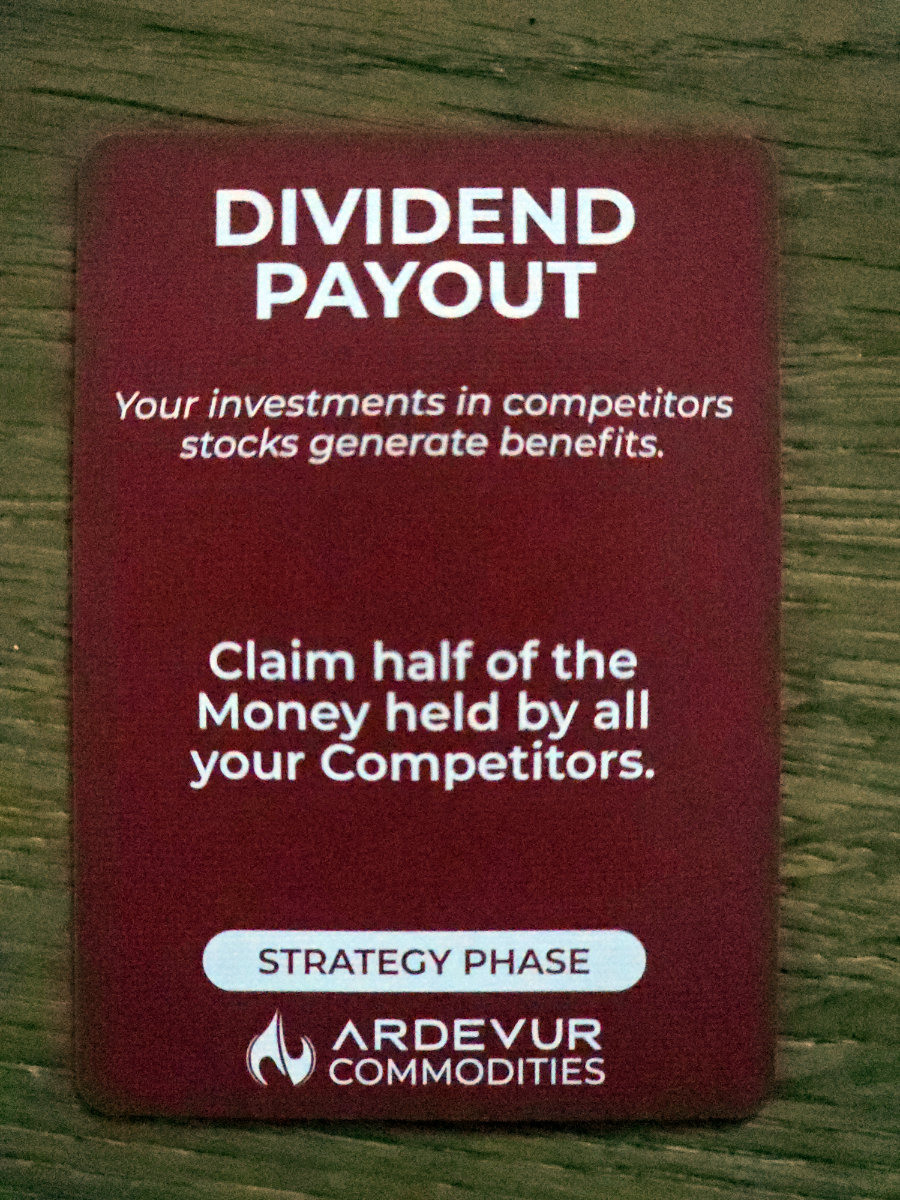 DIVIDEND
PAYOUT
Your investments in competitors
stocks generate benefits.
Claim half of the
Money held by all
your Competitors.
STRATEGY PHASE
ARDEVUR
COMMODITIES